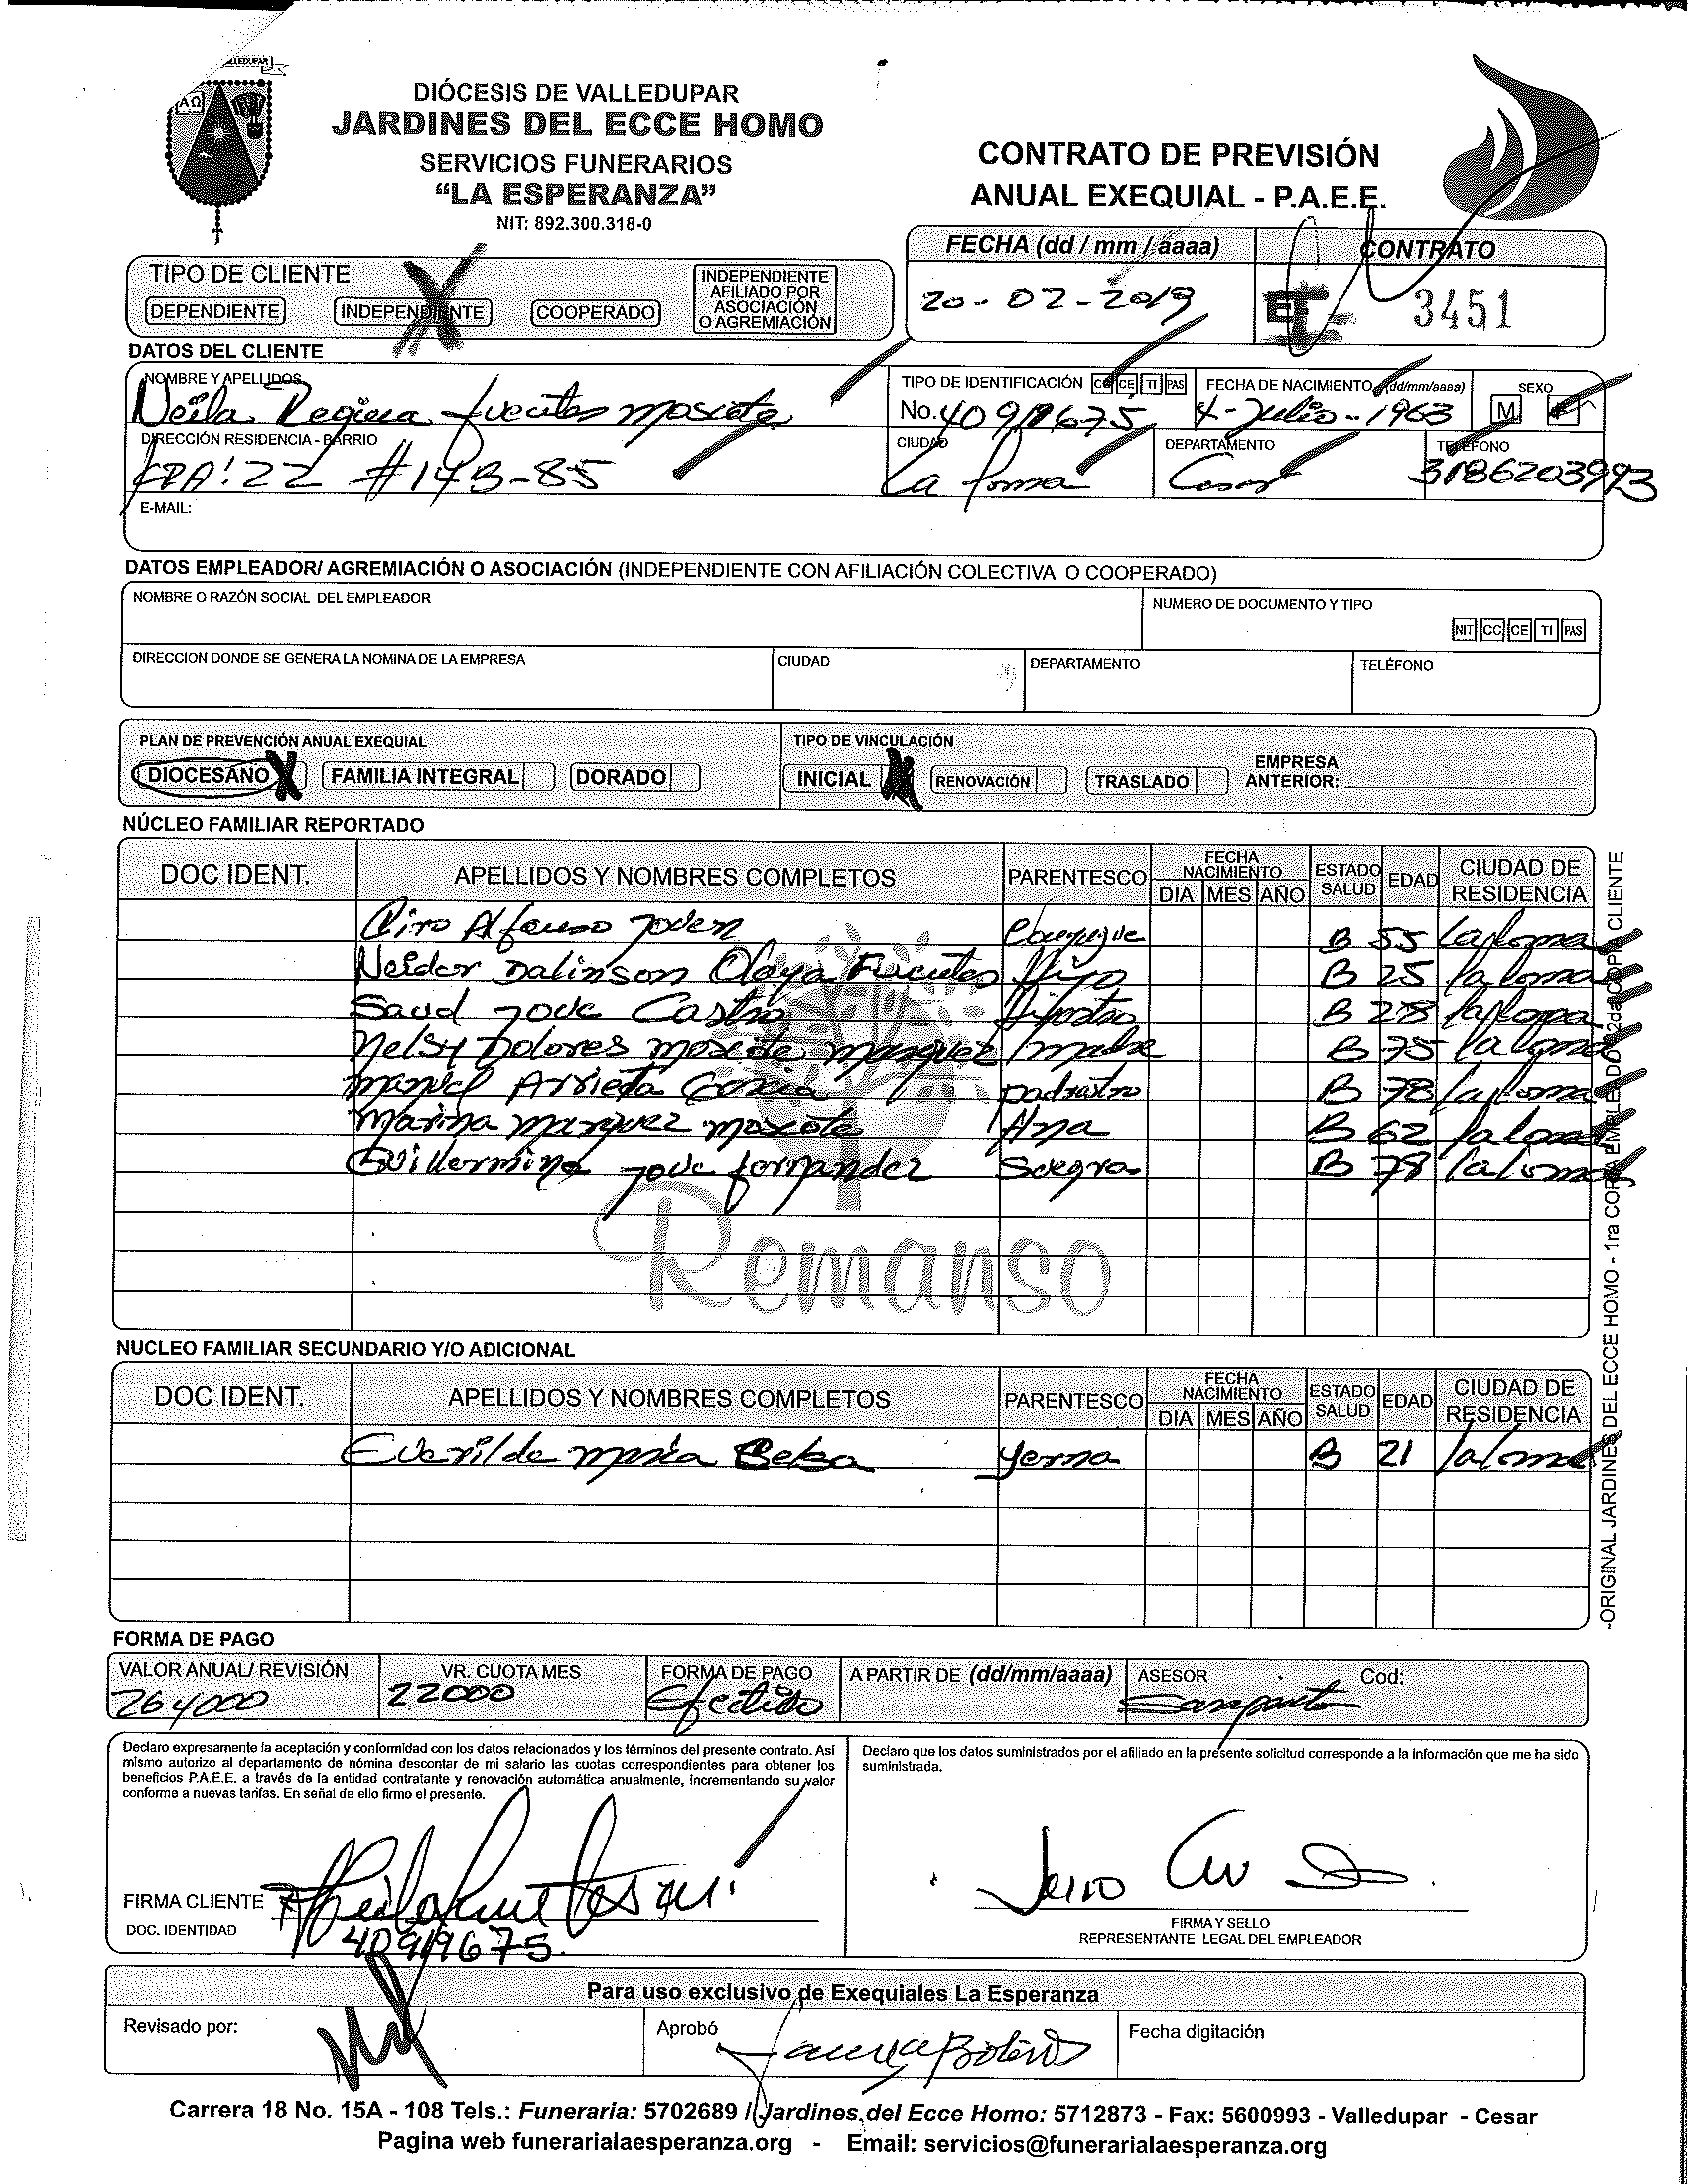 VALLEDUPAR
ΑΩ
DIÓCESIS DE VALLEDUPAR
JARDINES DEL ECCE HOMO
SERVICIOS FUNERARIOS
“LA ESPERANZA”
NIT: 892.300.318-0
CONTRATO DE PREVISIÓN
ANUAL EXEQUIAL - P.A.E.E.
FECHA (dd / mm / aaaa) CONTRATO
20-02-2019 3451
TIPO DE CLIENTE
DEPENDIENTE INDEPENDIENTE COOPERADO INDEPENDIENTE AFILIADO POR ASOCIACIÓN O AGREMIACIÓN
DATOS DEL CLIENTE
NOMBRE Y APELLIDOS TIPO DE IDENTIFICACIÓN CC CE TI PAS FECHA DE NACIMIENTO (dd/mm/aaaa) SEXO
Neila Regina fuentes moscote No. 40919675 4-Julio-1963 M
DIRECCIÓN RESIDENCIA - BARRIO CIUDAD DEPARTAMENTO TELÉFONO
KRA: 22 #14B-85 La Loma Cesar 3186203993
E-MAIL:
DATOS EMPLEADOR/ AGREMIACIÓN O ASOCIACIÓN (INDEPENDIENTE CON AFILIACIÓN COLECTIVA O COOPERADO)
NOMBRE O RAZÓN SOCIAL DEL EMPLEADOR NUMERO DE DOCUMENTO Y TIPO
NIT CC CE TI PAS
DIRECCION DONDE SE GENERA LA NOMINA DE LA EMPRESA CIUDAD DEPARTAMENTO TELÉFONO
PLAN DE PREVENCIÓN ANUAL EXEQUIAL TIPO DE VINCULACIÓN
DIOCESANO X FAMILIA INTEGRAL DORADO INICIAL X RENOVACIÓN TRASLADO EMPRESA ANTERIOR:
NÚCLEO FAMILIAR REPORTADO
DOC IDENT. APELLIDOS Y NOMBRES COMPLETOS PARENTESCO FECHA NACIMIENTO DIA MES AÑO ESTADO SALUD EDAD CIUDAD DE RESIDENCIA
Ciro Alfonso Joven Conyugue B 55 La loma
Neider Dalinson Olaya Fuentes Hijo B 25 La loma
Saud Jove Castro Hijastro B 28 La loma
Nelsy Dolores moscote marquez madre B 75 La loma
manuel Arrieta Garcia padrastro B 78 La loma
Marina marquez moscote B 62 La loma
Guillermina Jove fernandez Suegra B 78 La loma
Remanso
NUCLEO FAMILIAR SECUNDARIO Y/O ADICIONAL
DOC IDENT. APELLIDOS Y NOMBRES COMPLETOS PARENTESCO FECHA NACIMIENTO DIA MES AÑO ESTADO SALUD EDAD CIUDAD DE RESIDENCIA
Everilde maria yerna B 21 La loma
FORMA DE PAGO
VALOR ANUAL/ REVISIÓN VR. CUOTA MES FORMA DE PAGO A PARTIR DE (dd/mm/aaaa) ASESOR Cod:
264000 22000 Efectivo
Declaro expresamente la aceptación y conformidad con los datos relacionados y los términos del presente contrato. Así
mismo autorizo al departamento de nómina descontar de mi salario las cuotas correspondientes para obtener los
beneficios P.A.E.E. a través de la entidad contratante y renovación automática anualmente, incrementando su valor
conforme a nuevas tarifas. En señal de ello firmo el presente.
Declaro que los datos suministrados por el afiliado en la presente solicitud corresponde a la información que me ha sido
suministrada.
FIRMA CLIENTE
DOC. IDENTIDAD 40919675
FIRMA Y SELLO
REPRESENTANTE LEGAL DEL EMPLEADOR
Para uso exclusivo de Exequiales La Esperanza
Revisado por: Aprobó Fecha digitación
Carrera 18 No. 15A - 108 Tels.: Funeraria: 5702689 / Jardines del Ecce Homo: 5712873 - Fax: 5600993 - Valledupar - Cesar
Pagina web funerarialaesperanza.org - Email: servicios@funerarialaesperanza.org
-ORIGINAL JARDINES DEL ECCE HOMO - 1ra COPIA EMPLEADO 2da COPIA CLIENTE